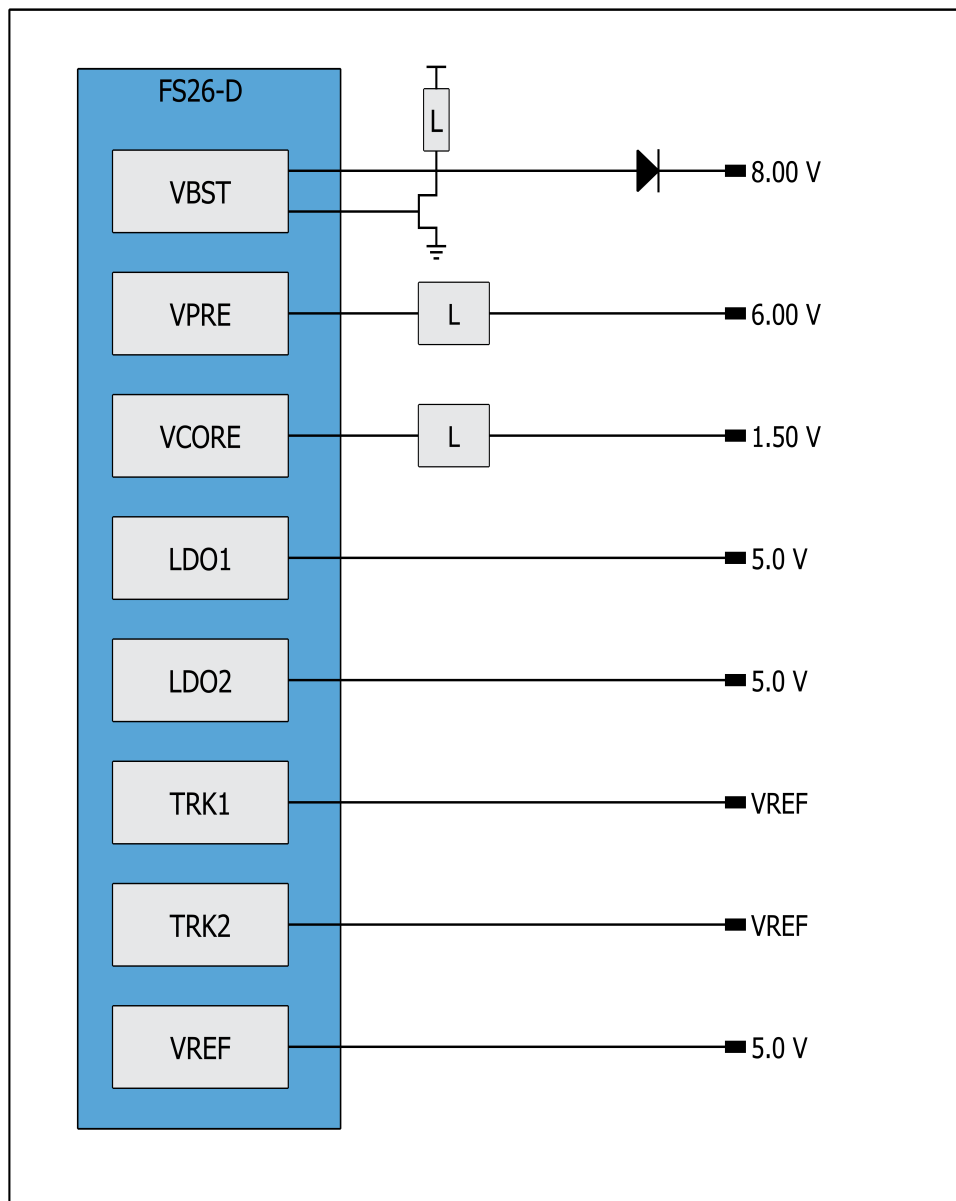 FS26-D
L
VBST
8.00 V
VPRE
L
6.00 V
VCORE
L
1.50 V
LDO1
5.0 V
LDO2
5.0 V
TRK1
VREF
TRK2
VREF
VREF
5.0 V